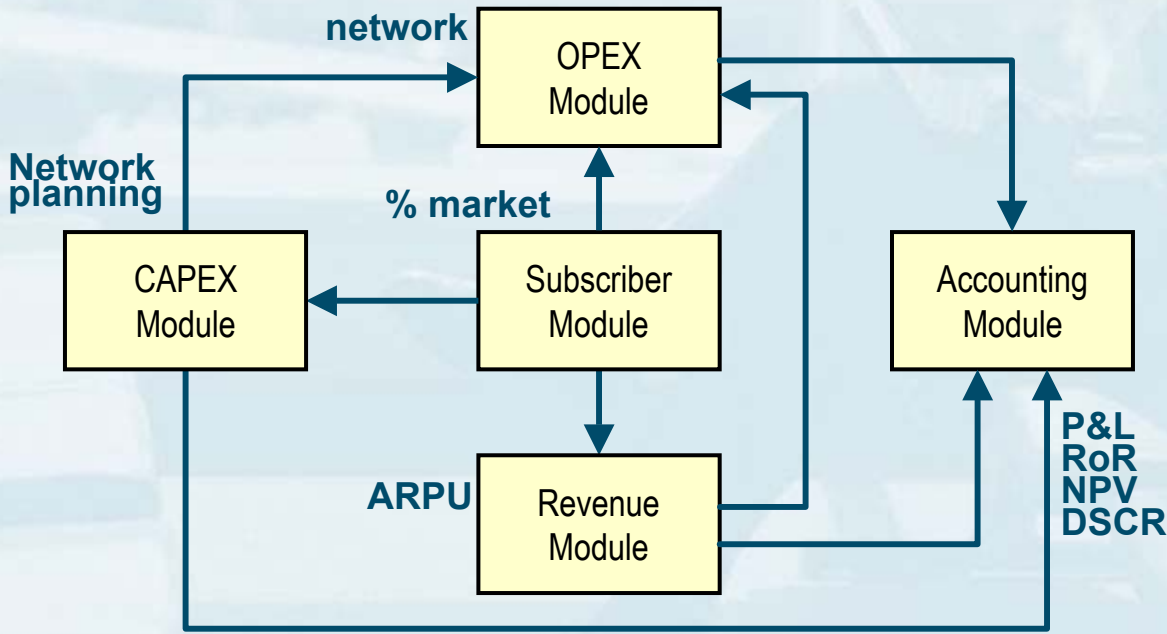 network
OPEX
Module
Network
planning
% market
CAPEX
Module
Subscriber
Module
Accounting
Module
ARPU
Revenue
Module
P&L
RoR
NPV
DSCR